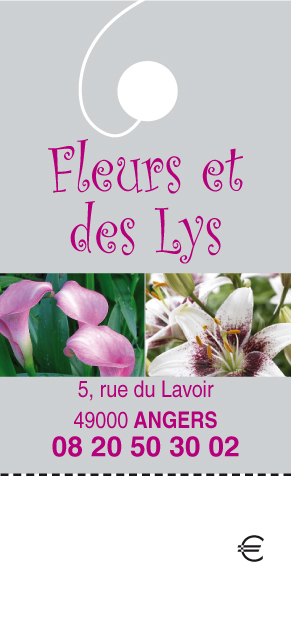 Fleurs et
des Lys
5, rue du Lavoir
49000 ANGERS
08 20 50 30 02
€